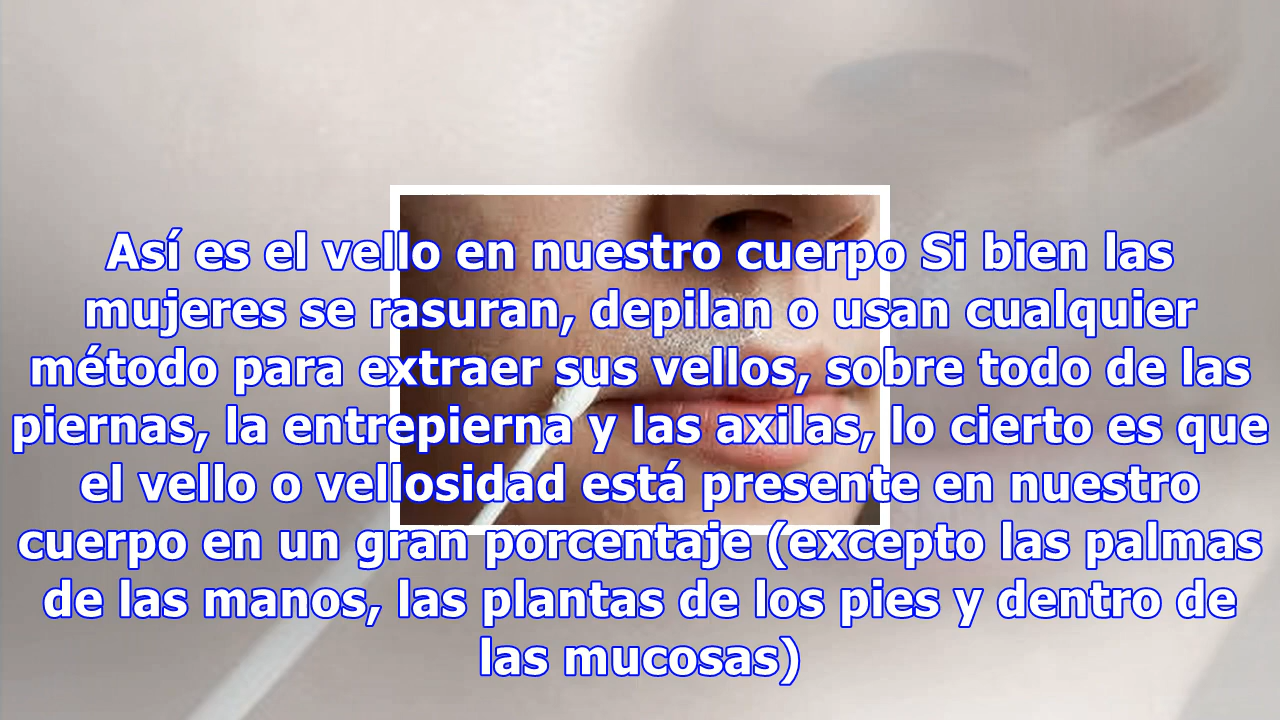 Así es el vello en nuestro cuerpo Si bien las
mujeres se rasuran, depilan o usan cualquier
método para extraer sus vellos, sobre todo de las
piernas, la entrepierna y las axilas, lo cierto es que
el vello o vellosidad está presente en nuestro
cuerpo en un gran porcentaje (excepto las palmas
de las manos, las plantas de los pies y dentro de
las mucosas)